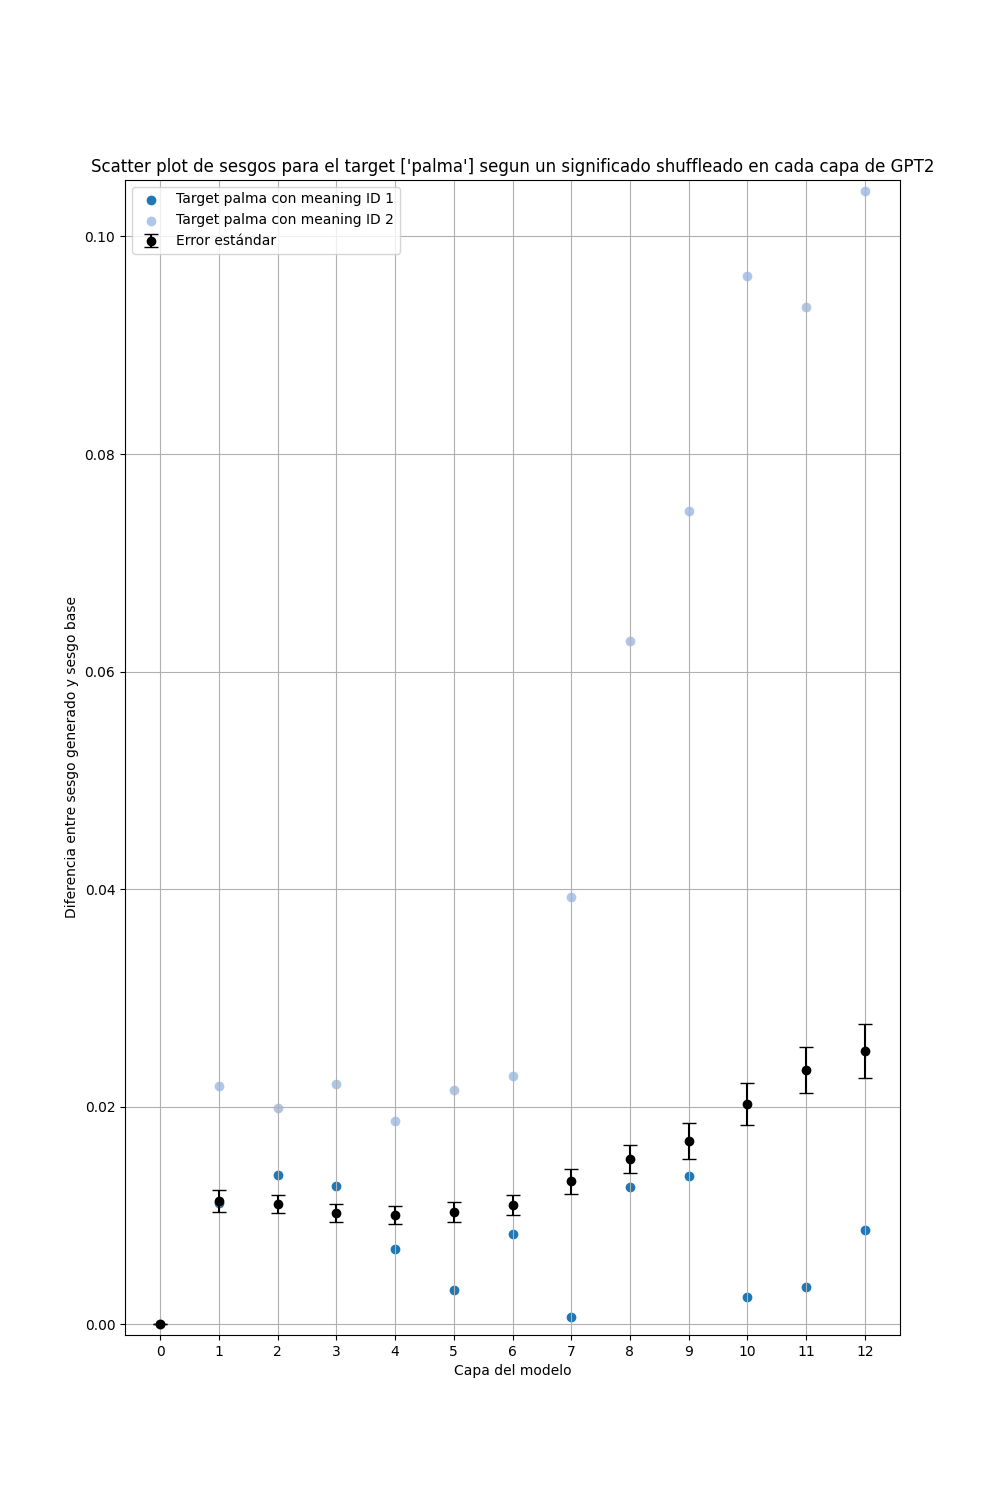 Scatter plot de sesgos para el target ['palma'] segun un significado shuffleado en cada capa de GPT2
Target palma con meaning ID 1
Target palma con meaning ID 2
Error estándar
0.10
0.08
0.06
0.04
0.02
0.00
Diferencia entre sesgo generado y sesgo base
0 1 2 3 4 5 6 7 8 9 10 11 12
Capa del modelo